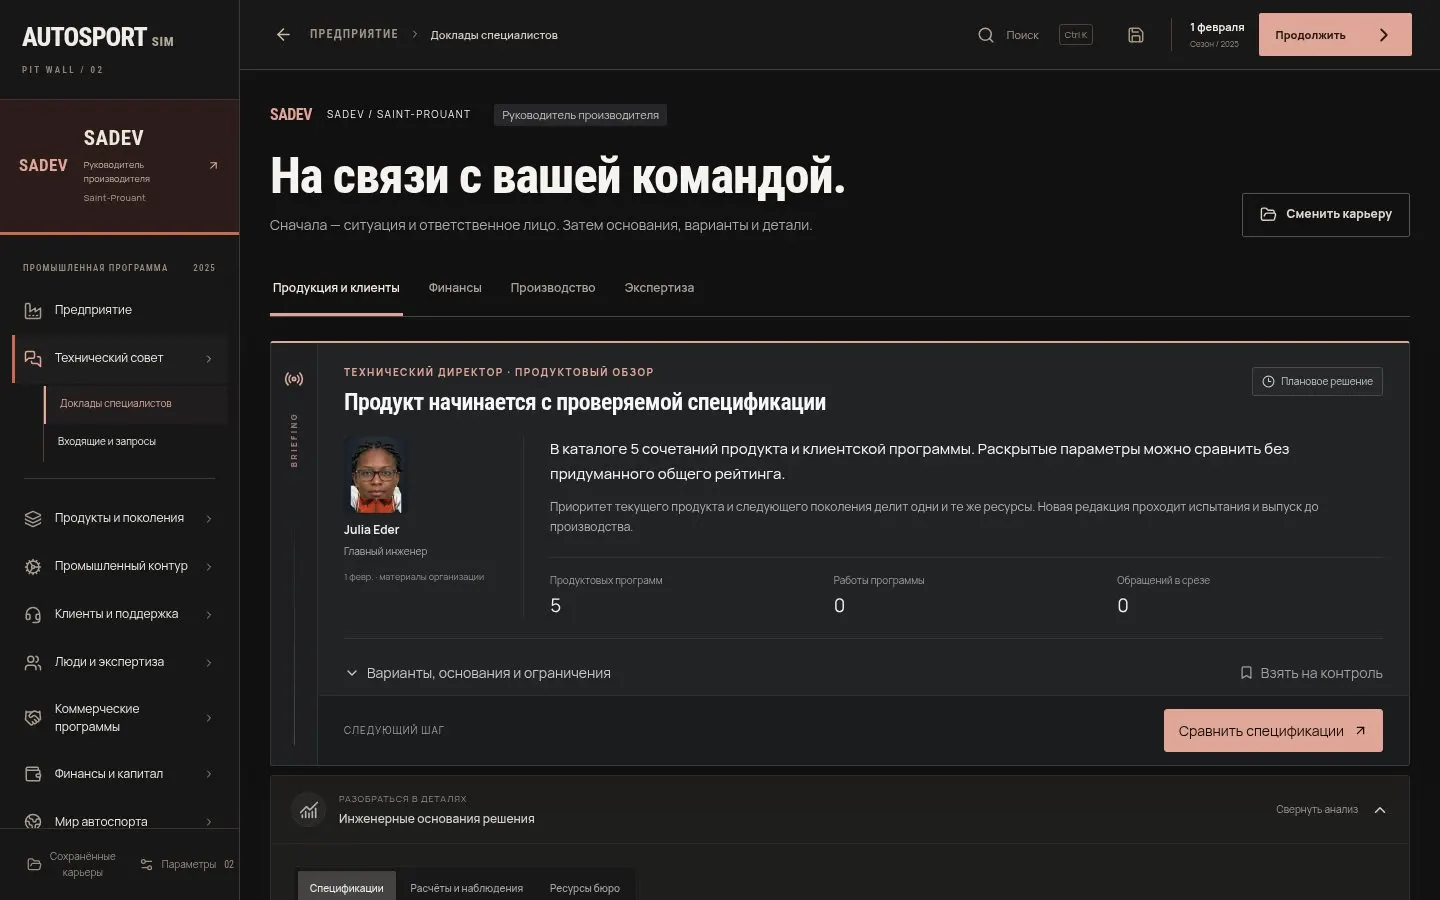 AUTOSPORT SIM
PIT WALL / 02
SADEV
SADEV
Руководитель
производителя
Saint-Prouant
ПРОМЫШЛЕННАЯ ПРОГРАММА 2025
Предприятие
Технический совет
Доклады специалистов
Входящие и запросы
Продукты и поколения
Промышленный контур
Клиенты и поддержка
Люди и экспертиза
Коммерческие
программы
Финансы и капитал
Мир автоспорта
Сохранённые
карьеры
Параметры 02
ПРЕДПРИЯТИЕ
Доклады специалистов
Поиск
Ctrl K
1 февраля
Сезон / 2025
Продолжить
SADEV SADEV / SAINT-PROUANT
Руководитель производителя
На связи с вашей командой.
Сначала — ситуация и ответственное лицо. Затем основания, варианты и детали.
Сменить карьеру
Продукция и клиенты
Финансы
Производство
Экспертиза
BRIEFING
ТЕХНИЧЕСКИЙ ДИРЕКТОР · ПРОДУКТОВЫЙ ОБЗОР
Продукт начинается с проверяемой спецификации
Плановое решение
Julia Eder
Главный инженер
1 февр. · материалы организации
В каталоге 5 сочетаний продукта и клиентской программы. Раскрытые параметры можно сравнить без
придуманного общего рейтинга.
Приоритет текущего продукта и следующего поколения делит одни и те же ресурсы. Новая редакция проходит испытания и выпуск до
производства.
Продуктовых программ
5
Работы программы
0
Обращений в срезе
0
Варианты, основания и ограничения
Взять на контроль
СЛЕДУЮЩИЙ ШАГ
Сравнить спецификации
РАЗОБРАТЬСЯ В ДЕТАЛЯХ
Инженерные основания решения
Свернуть анализ
Спецификации
Расчёты и наблюдения
Ресурсы бюро